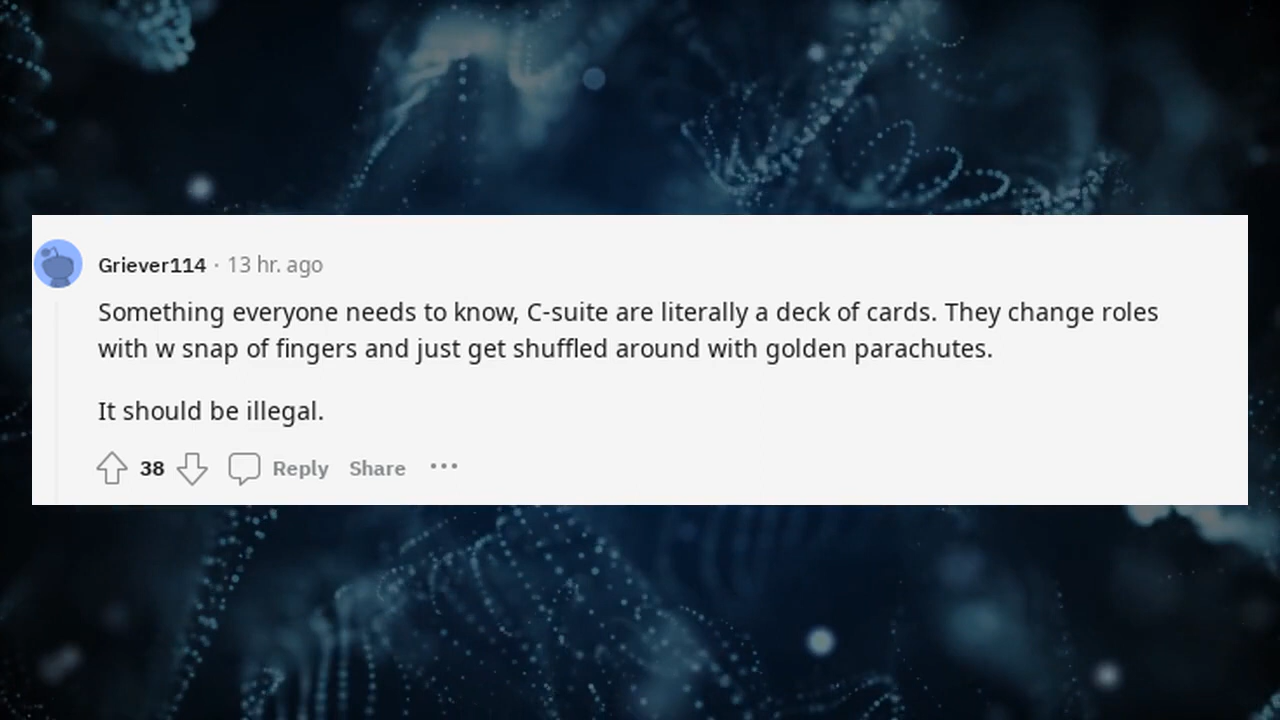 Griever114 · 13 hr. ago
Something everyone needs to know, C-suite are literally a deck of cards. They change roles
with w snap of fingers and just get shuffled around with golden parachutes.
It should be illegal.
38 Reply Share ···